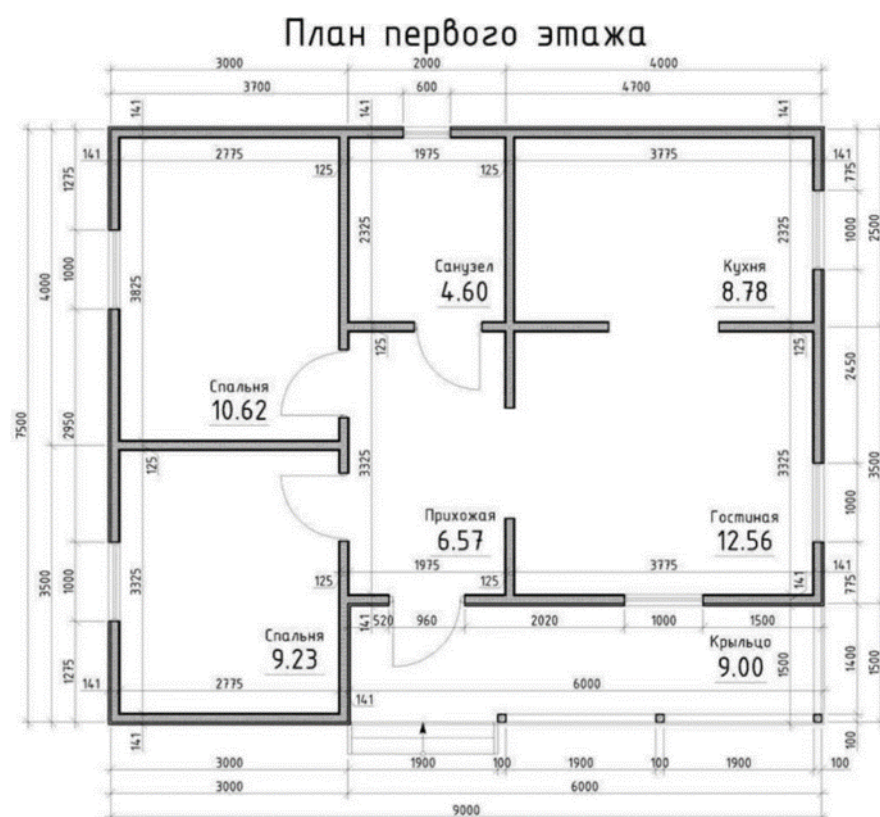 План первого этажа
3000 2000 4000
3700 600 4700
141 141 141
141 2775 125 1975 125 3775 141
1275 775
2325 2325
1000 1000 2500
4000 3825
Санузел Кухня
4.60 8.78
125 125
2450
Спальня
10.62
7500 2950
125 3325 3325 3500
1000
Прихожая Гостиная
6.57 12.56
1975 3775 141
125 125 141
3500 1000 3325 775
141 520 960 2020 1000 1500
Спальня Крыльцо
9.23 9.00
1275 1500 1400 1500
141 2775 6000
141
141 100
3000 1900 100 1900 100 1900 100
3000 6000
9000